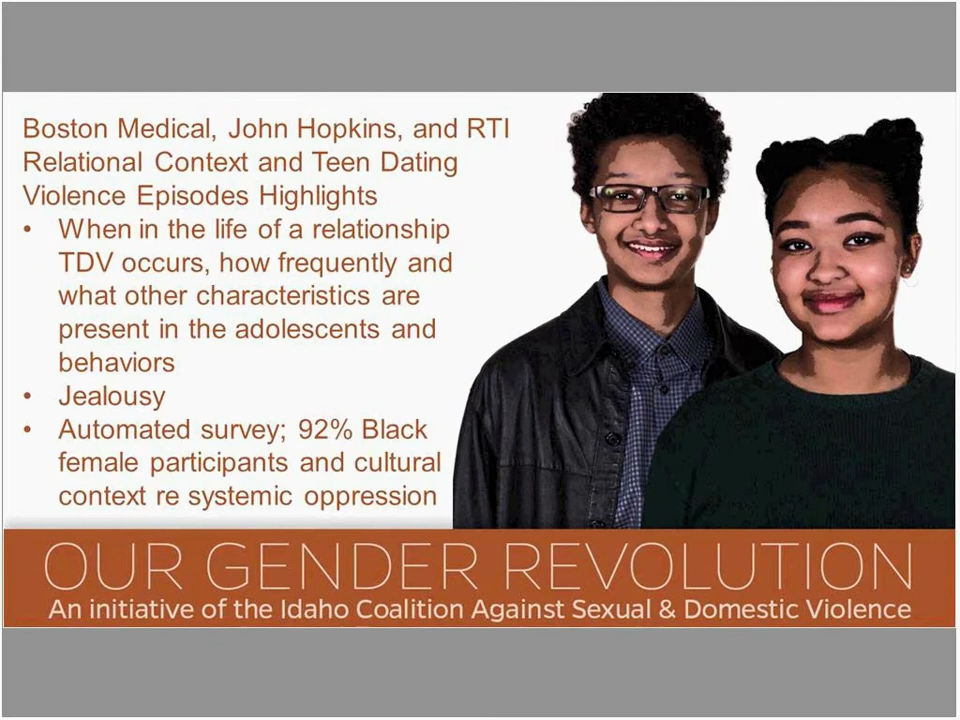 Boston Medical, John Hopkins, and RTI
Relational Context and Teen Dating
Violence Episodes Highlights
• When in the life of a relationship
TDV occurs, how frequently and
what other characteristics are
present in the adolescents and
behaviors
• Jealousy
• Automated survey; 92% Black
female participants and cultural
context re systemic oppression
OUR GENDER REVOLUTION
An initiative of the Idaho Coalition Against Sexual & Domestic Violence